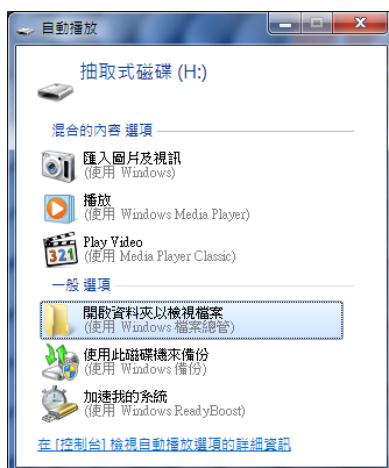 自動播放
抽取式磁碟 (H:)
混合的內容 選項
匯入圖片及視訊
(使用 Windows)
播放
(使用 Windows Media Player)
Play Video
(使用 Media Player Classic)
一般 選項
開啟資料夾以檢視檔案
(使用 Windows 檔案總管)
使用此磁碟機來備份
(使用 Windows 備份)
加速我的系統
(使用 Windows ReadyBoost)
在 [控制台] 檢視自動播放選項的詳細資訊